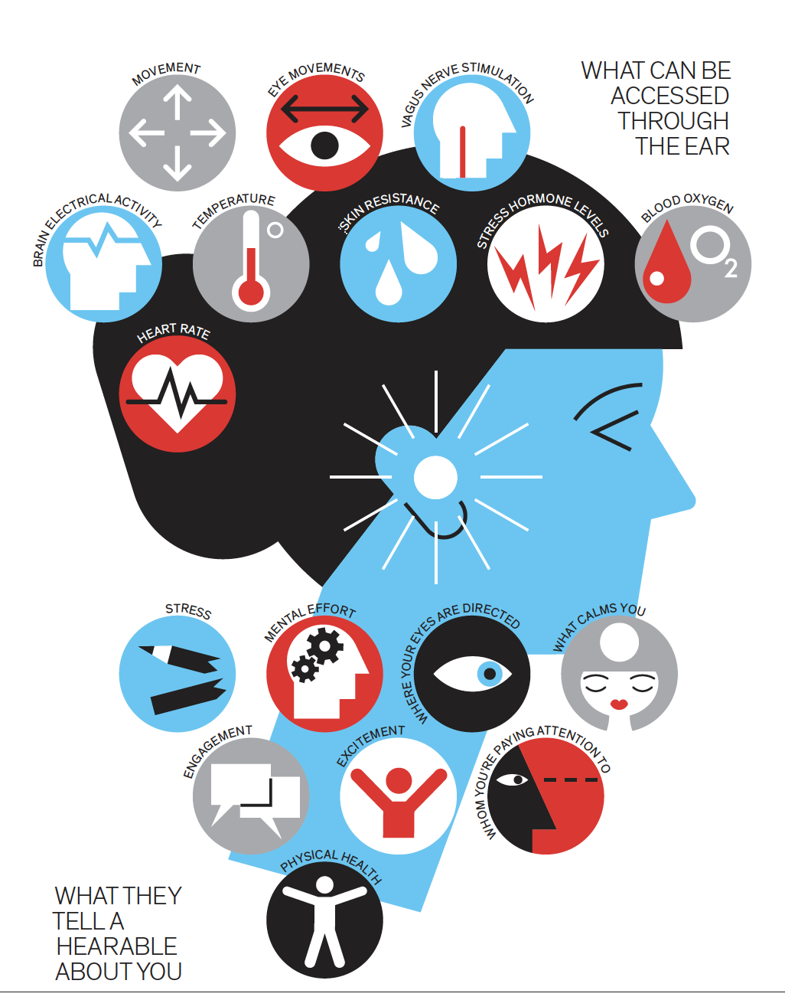 WHAT CAN BE
ACCESSED
THROUGH
THE EAR
MOVEMENT
EYE MOVEMENTS
VAGUS NERVE STIMULATION
BRAIN ELECTRICAL ACTIVITY
TEMPERATURE
SKIN RESISTANCE
STRESS HORMONE LEVELS
BLOOD OXYGEN
O2
HEART RATE
STRESS
MENTAL EFFORT
WHERE YOUR EYES ARE DIRECTED
WHAT CALMS YOU
ENGAGEMENT
EXCITEMENT
WHOM YOU'RE PAYING ATTENTION TO
PHYSICAL HEALTH
WHAT THEY
TELL A
HEARABLE
ABOUT YOU